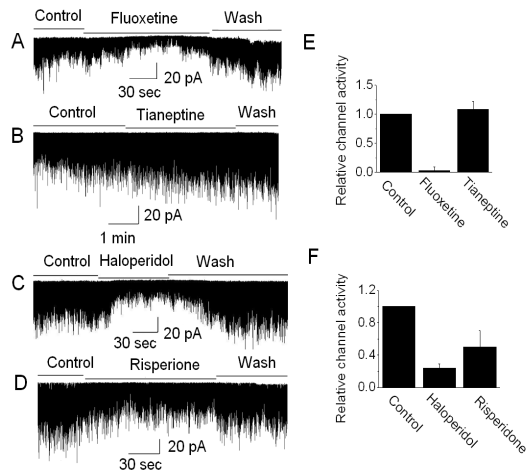 A
Control Fluoxetine Wash
20 pA
30 sec
B
Control Tianeptine Wash
20 pA
1 min
C
Control Haloperidol Wash
20 pA
30 sec
D
Control Risperione Wash
20 pA
30 sec
E
Relative channel activity
1.5
1.0
0.5
0.0
Control Fluoxetine Tianeptine
F
Relative channel activity
1.2
0.8
0.4
0.0
Control Haloperidol Risperidone